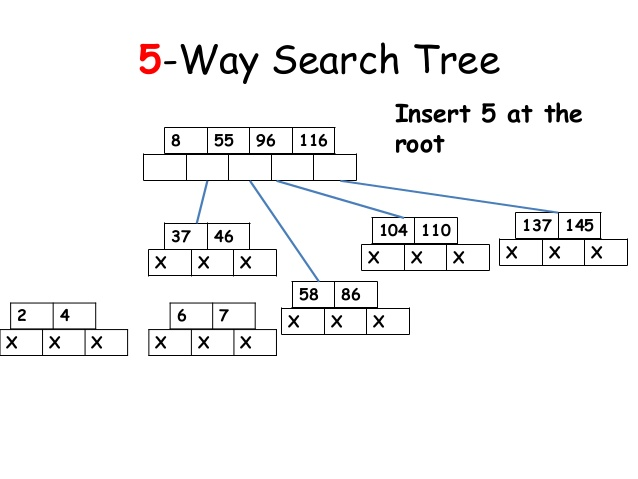 5-Way Search Tree
Insert 5 at the
root
8 55 96 116
37 46
X X X
104 110
X X X
137 145
X X X
58 86
X X X
2 4
X X X
6 7
X X X